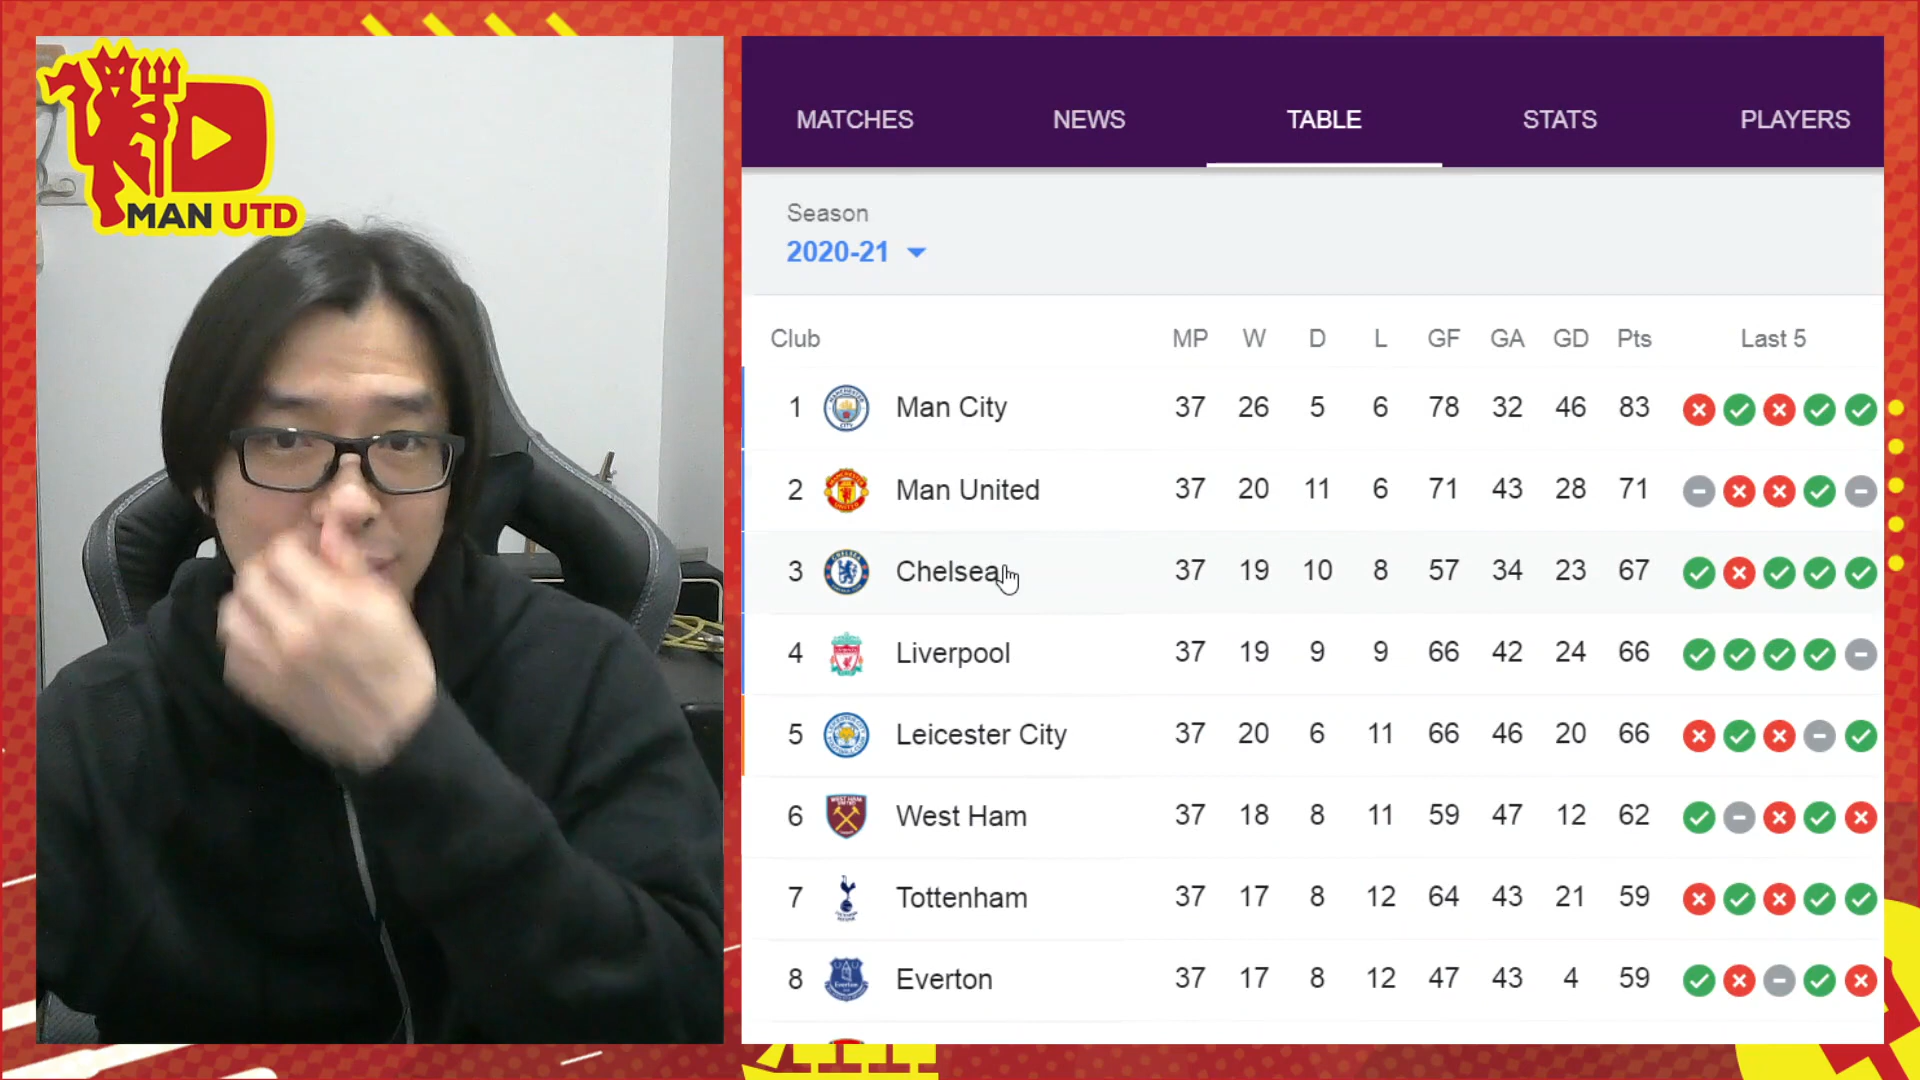 MAN UTD
MATCHES NEWS TABLE STATS PLAYERS
Season
2020-21
Club MP W D L GF GA GD Pts Last 5
1 Man City 37 26 5 6 78 32 46 83
2 Man United 37 20 11 6 71 43 28 71
3 Chelsea 37 19 10 8 57 34 23 67
4 Liverpool 37 19 9 9 66 42 24 66
5 Leicester City 37 20 6 11 66 46 20 66
6 West Ham 37 18 8 11 59 47 12 62
7 Tottenham 37 17 8 12 64 43 21 59
8 Everton 37 17 8 12 47 43 4 59